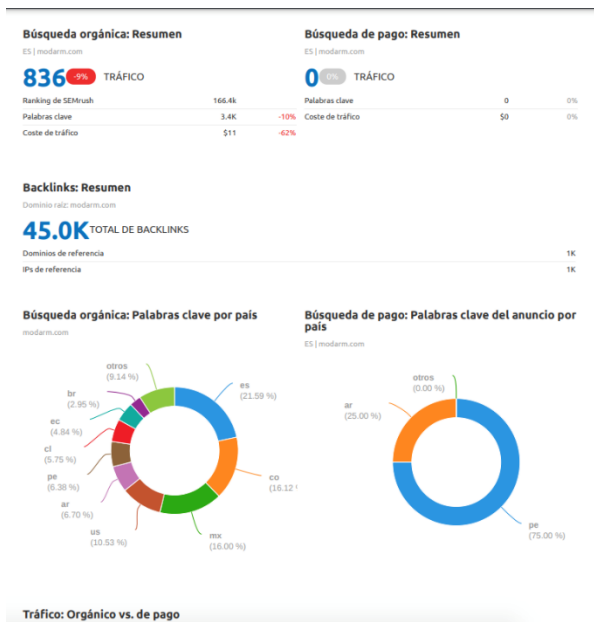 Búsqueda orgánica: Resumen
ES | modarm.com
836 -9% TRÁFICO
Ranking de SEMrush 166.4k
Palabras clave 3.4K -10%
Coste de tráfico $11 -62%
Búsqueda de pago: Resumen
ES | modarm.com
0 0% TRÁFICO
Palabras clave 0 0%
Coste de tráfico $0 0%
Backlinks: Resumen
Dominio raíz: modarm.com
45.0K TOTAL DE BACKLINKS
Dominios de referencia 1K
IPs de referencia 1K
Búsqueda orgánica: Palabras clave por país
modarm.com
otros
(9.14 %)
br
(2.95 %)
ec
(4.84 %)
cl
(5.75 %)
pe
(6.38 %)
ar
(6.70 %)
us
(10.53 %)
mx
(16.00 %)
co
(16.12
es
(21.59 %)
Búsqueda de pago: Palabras clave del anuncio por
país
ES | modarm.com
otros
(0.00 %)
ar
(25.00 %)
pe
(75.00 %)
Tráfico: Orgánico vs. de pago